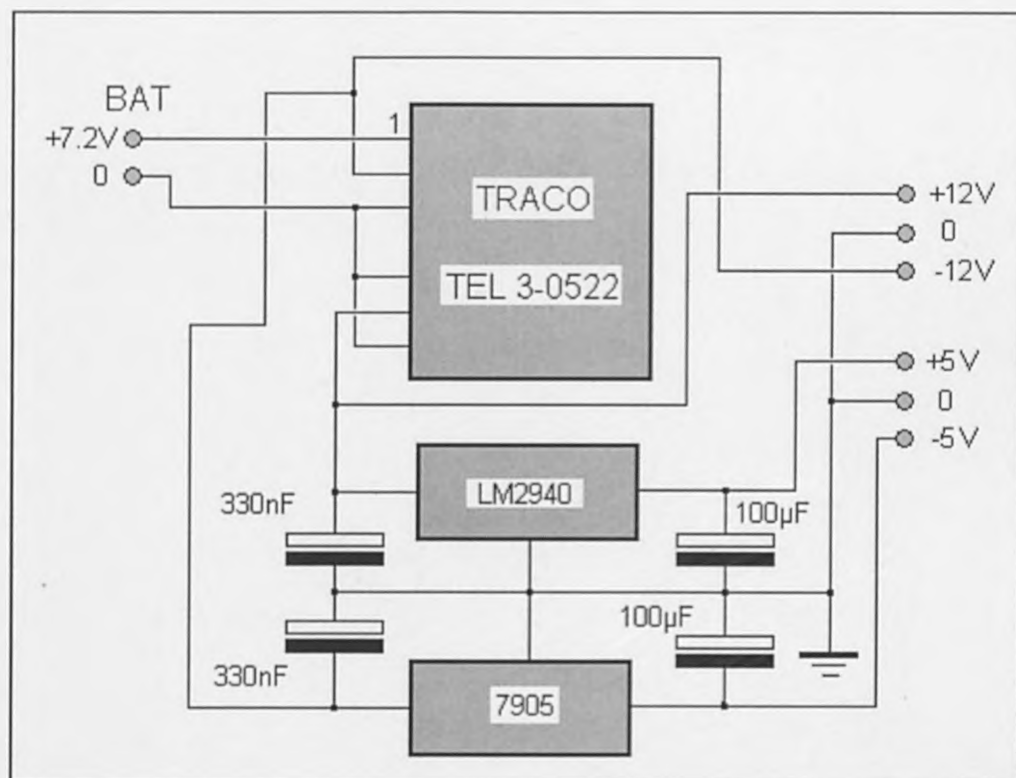 BAT
+7.2V
0
1
TRACO
TEL 3-0522
+12V
0
-12V
+5V
0
-5V
LM2940
330nF
100µF
330nF
100µF
7905